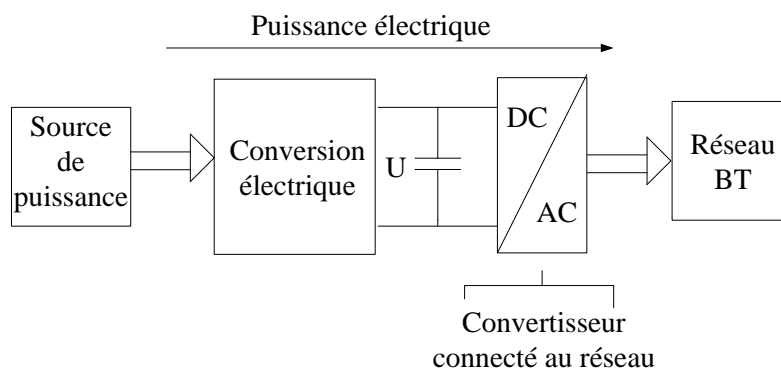 Puissance électrique
Source
de
puissance
Conversion
électrique
U
DC
AC
Réseau
BT
Convertisseur
connecté au réseau